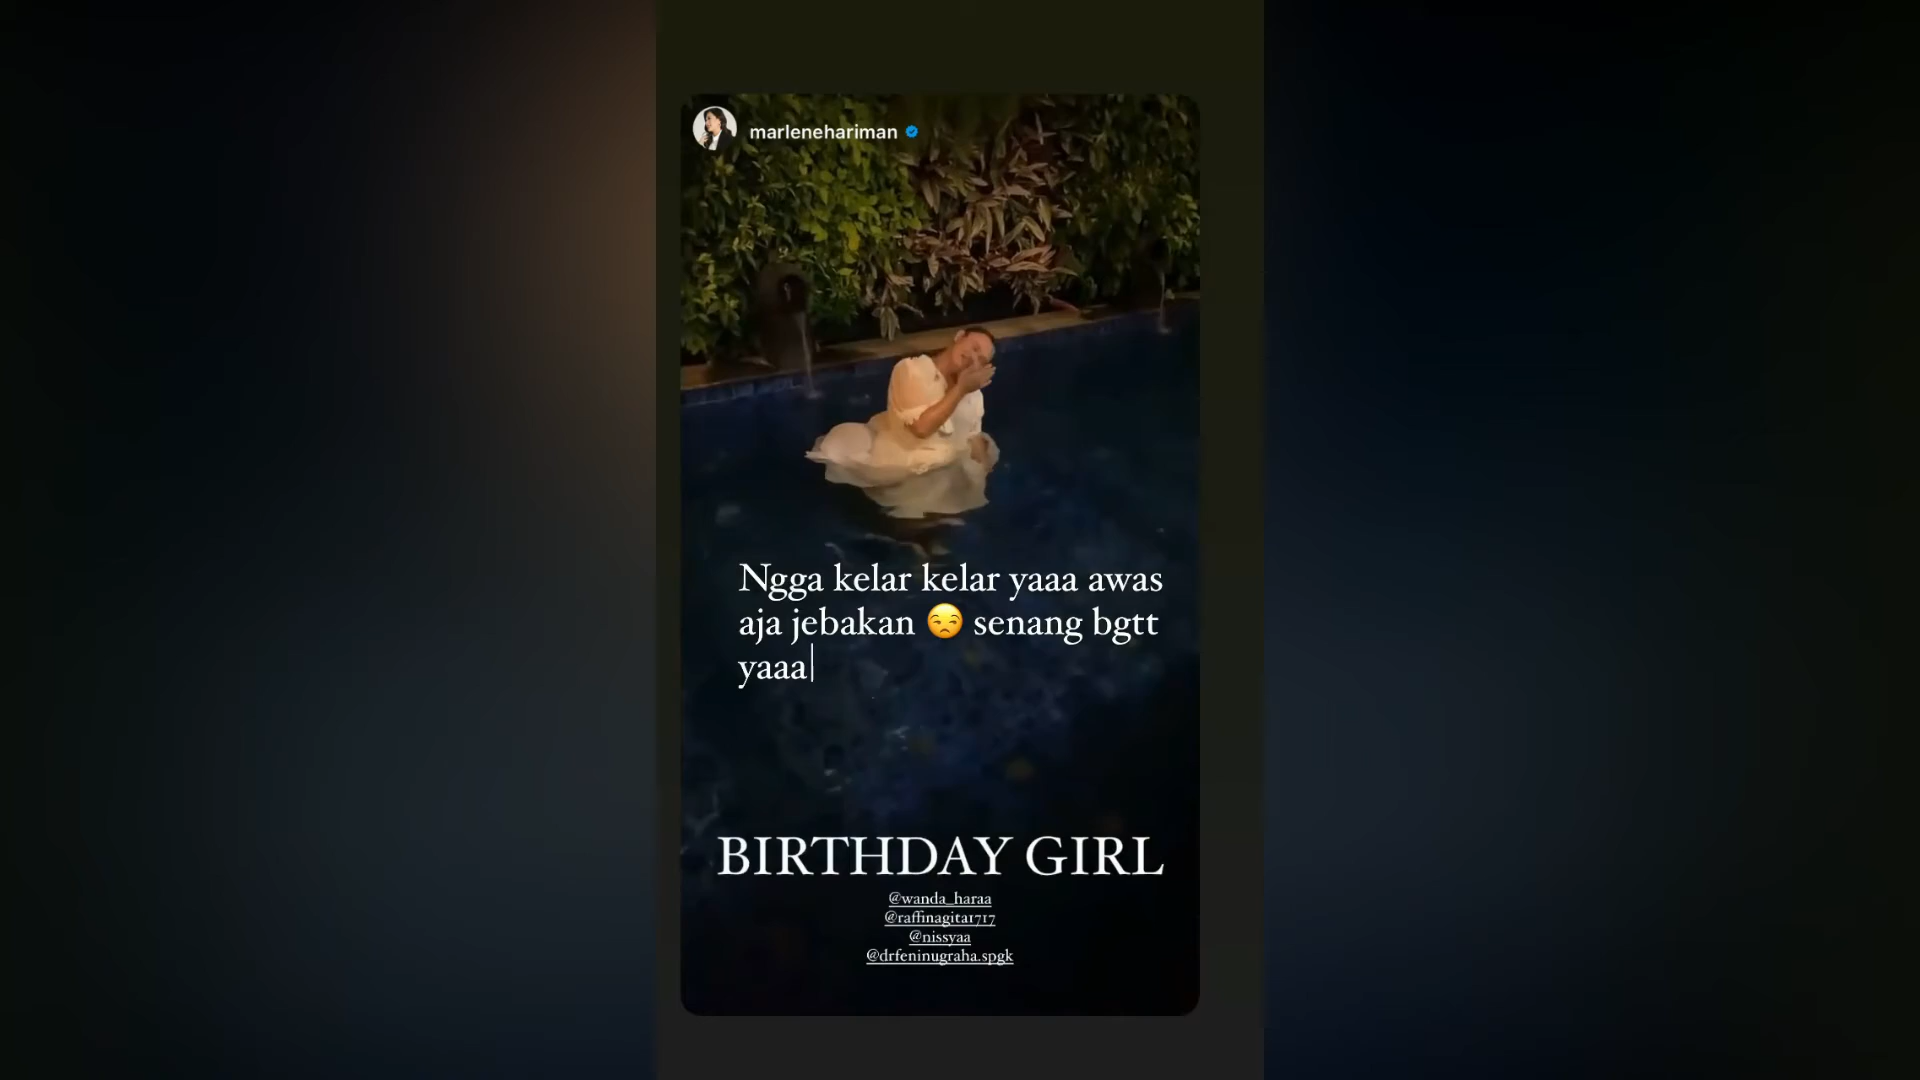 marlenehariman
Ngga kelar kelar yaaa awas
aja jebakan 😒 senang bgtt
yaaa
BIRTHDAY GIRL
@wanda_haraa
@raffinagita1717
@nissyaa
@drfeninugraha.spgk